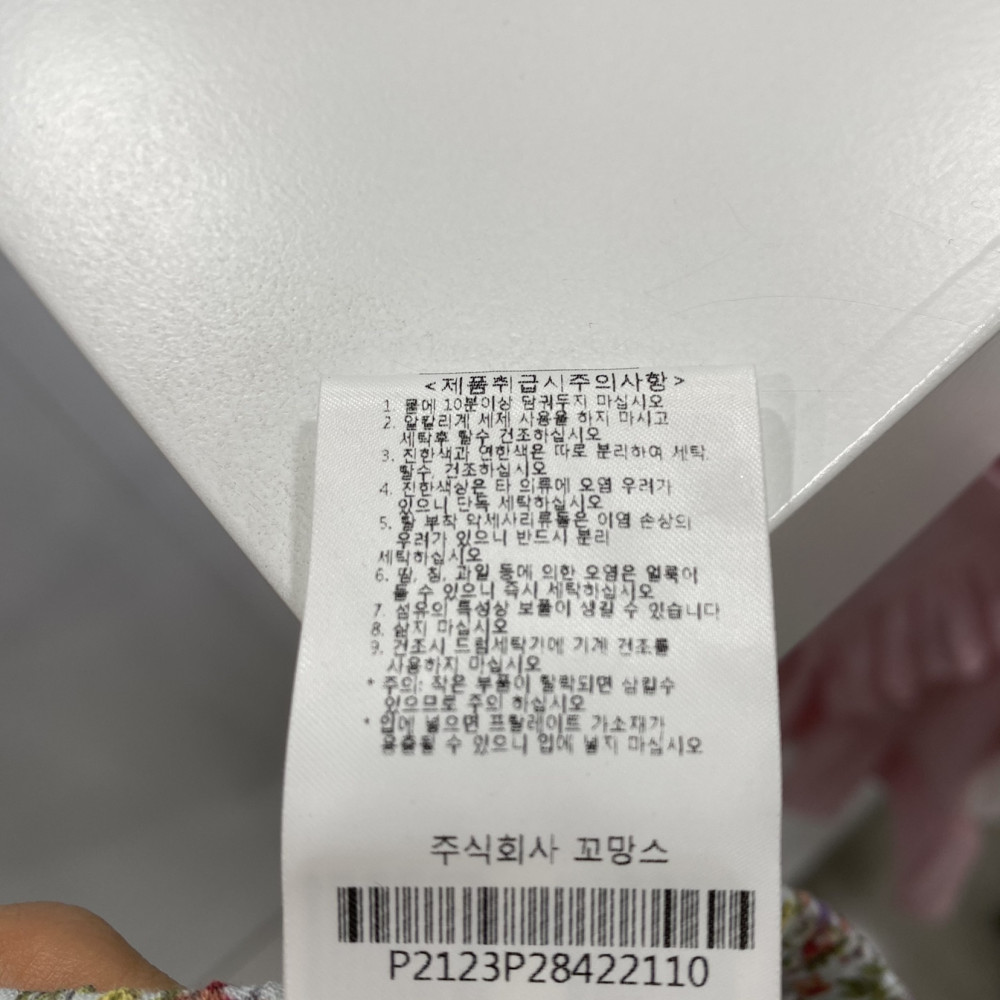 <제품취급시주의사항>
1. 물에 10분이상 담궈두지 마십시오
2. 알칼리계 세제 사용을 하지 마시고
세탁후 탈수 건조하십시오
3. 진한색과 연한색은 따로 분리하여 세탁.
탈수. 건조하십시오
4. 진한색상은 타 의류에 오염 우려가
있으니 단독 세탁하십시오
5. 탈 부착 악세사리류들은 이염 손상의
우려가 있으니 반드시 분리
세탁하십시오
6. 땀, 침, 과일 등에 의한 오염은 얼룩이
될 수 있으니 즉시 세탁하십시오
7. 섬유의 특성상 보풀이 생길 수 있습니다
8. 삶지 마십시오
9. 건조시 드럼세탁기에 기계 건조를
사용하지 마십시오
* 주의: 작은 부품이 탈락되면 삼킬수
있으므로 주의 하십시오
* 입에 넣으면 프탈레이트 가소재가
용출될 수 있으니 입에 넣지 마십시오
주식회사 꼬망스
P2123P28422110